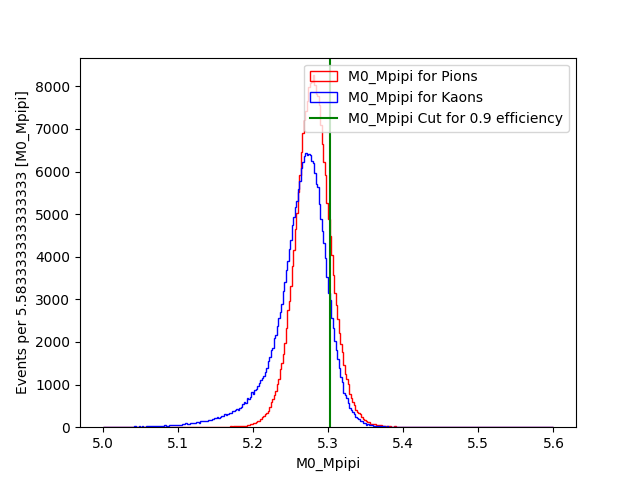 M0_Mpipi for Pions
M0_Mpipi for Kaons
M0_Mpipi Cut for 0.9 efficiency
Events per 5.583333333333333 [M0_Mpipi]
8000
7000
6000
5000
4000
3000
2000
1000
0
5.0 5.1 5.2 5.3 5.4 5.5 5.6
M0_Mpipi